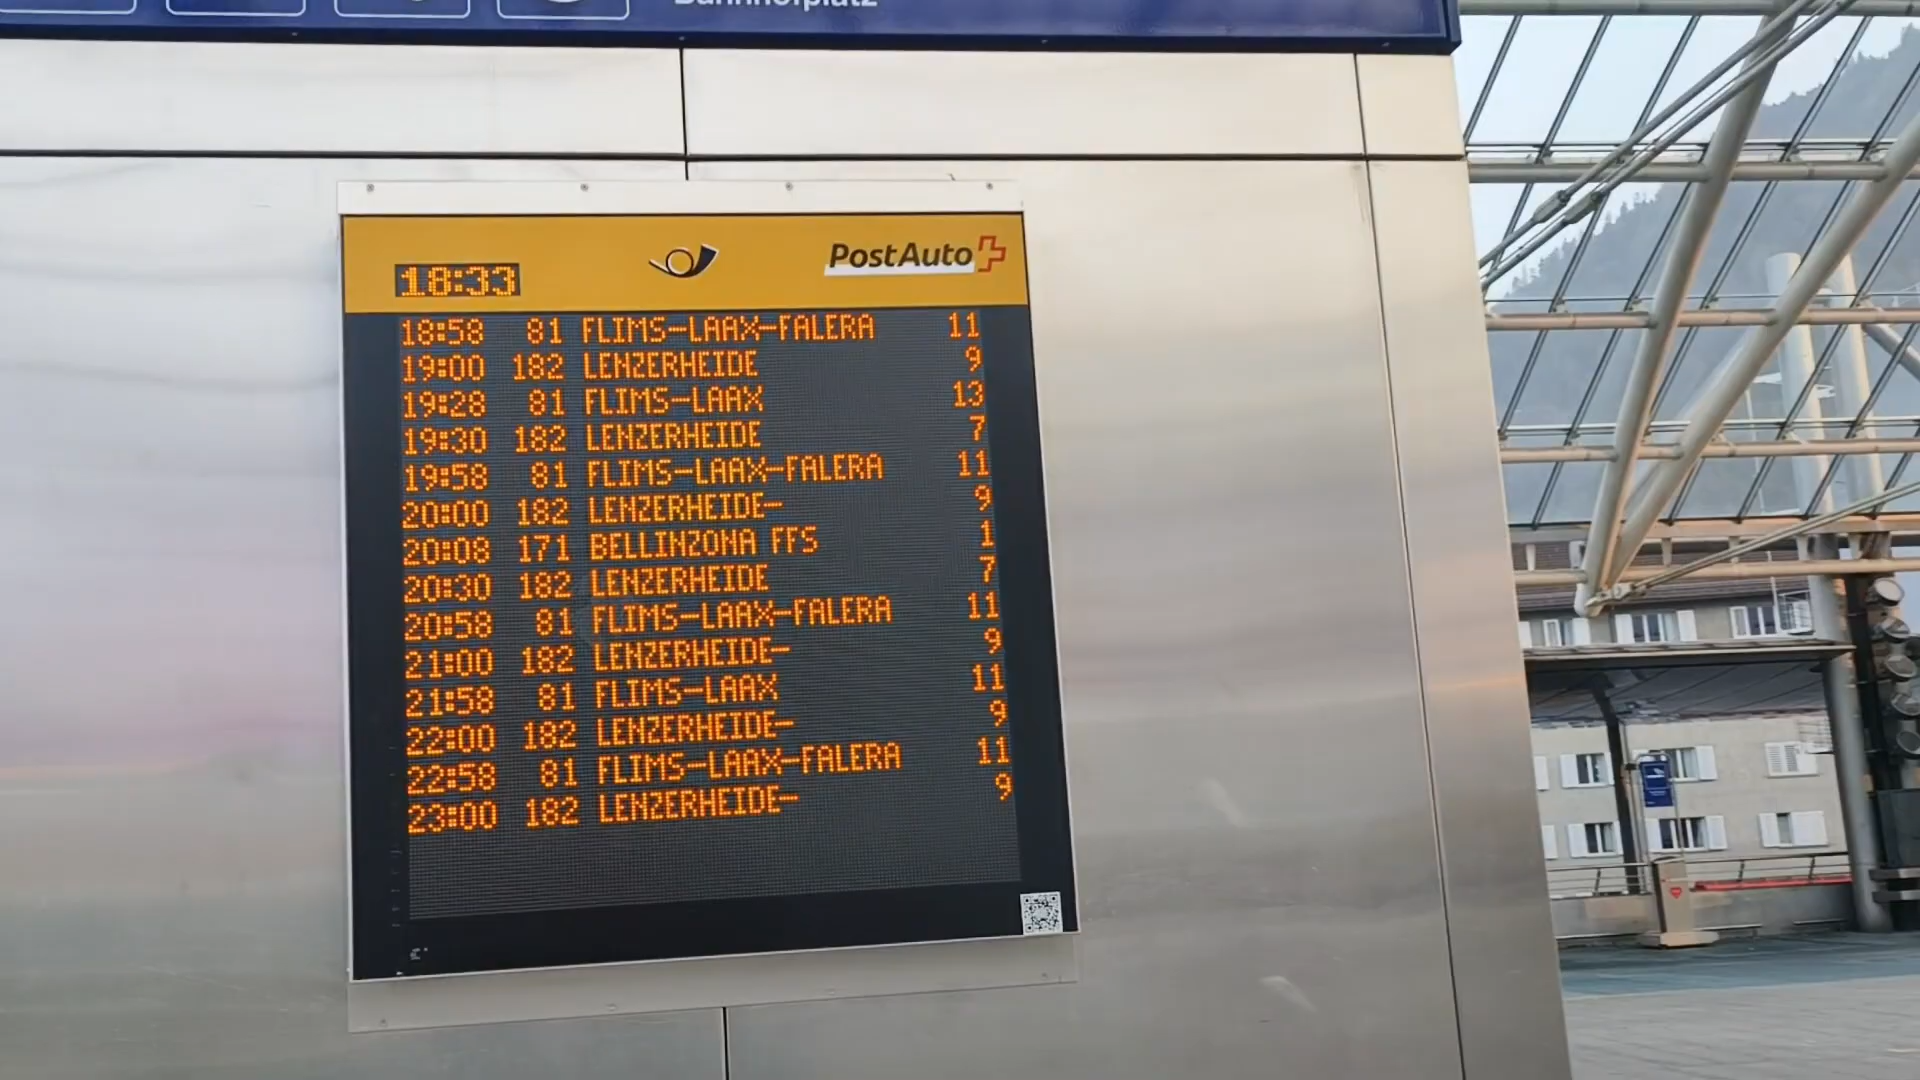 Bahnhofplatz
PostAuto
18:33
18:58 81 FLIMS-LAAX-FALERA 11
19:00 182 LENZERHEIDE 9
19:28 81 FLIMS-LAAX 13
19:30 182 LENZERHEIDE 7
19:58 81 FLIMS-LAAX-FALERA 11
20:00 182 LENZERHEIDE- 9
20:08 171 BELLINZONA FFS 1
20:30 182 LENZERHEIDE 7
20:58 81 FLIMS-LAAX-FALERA 11
21:00 182 LENZERHEIDE- 9
21:58 81 FLIMS-LAAX 11
22:00 182 LENZERHEIDE- 9
22:58 81 FLIMS-LAAX-FALERA 11
23:00 182 LENZERHEIDE- 9